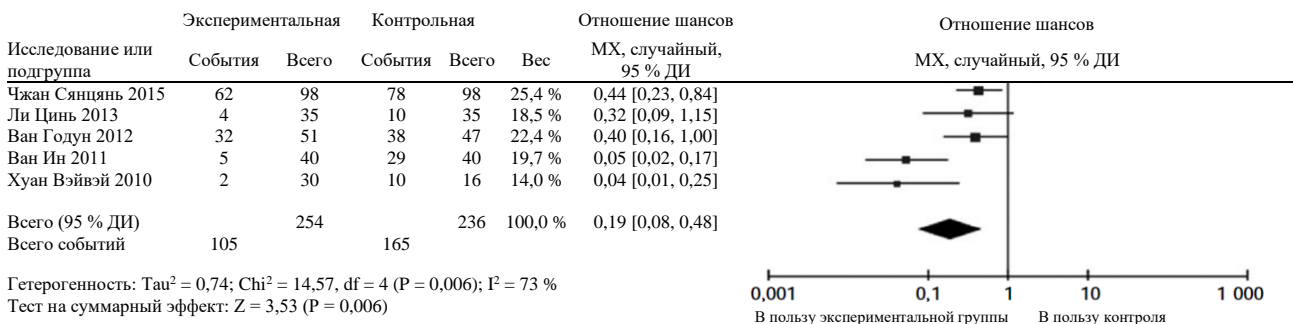 Экспериментальная Контрольная Отношение шансов Отношение шансов
Исследование или подгруппа События Всего События Всего Вес МХ, случайный, 95 % ДИ МХ, случайный, 95 % ДИ
Чжан Сянцянь 2015 62 98 78 98 25,4 % 0,44 [0,23, 0,84]
Ли Цинь 2013 4 35 10 35 18,5 % 0,32 [0,09, 1,15]
Ван Годун 2012 32 51 38 47 22,4 % 0,40 [0,16, 1,00]
Ван Ин 2011 5 40 29 40 19,7 % 0,05 [0,02, 0,17]
Хуан Вэйвэй 2010 2 30 10 16 14,0 % 0,04 [0,01, 0,25]
Всего (95 % ДИ) 254 236 100,0 % 0,19 [0,08, 0,48]
Всего событий 105 165
Гетерогенность: Tau² = 0,74; Chi² = 14,57, df = 4 (P = 0,006); I² = 73 %
Тест на суммарный эффект: Z = 3,53 (P = 0,006)
0,001 0,1 1 10 1 000
В пользу экспериментальной группы В пользу контроля